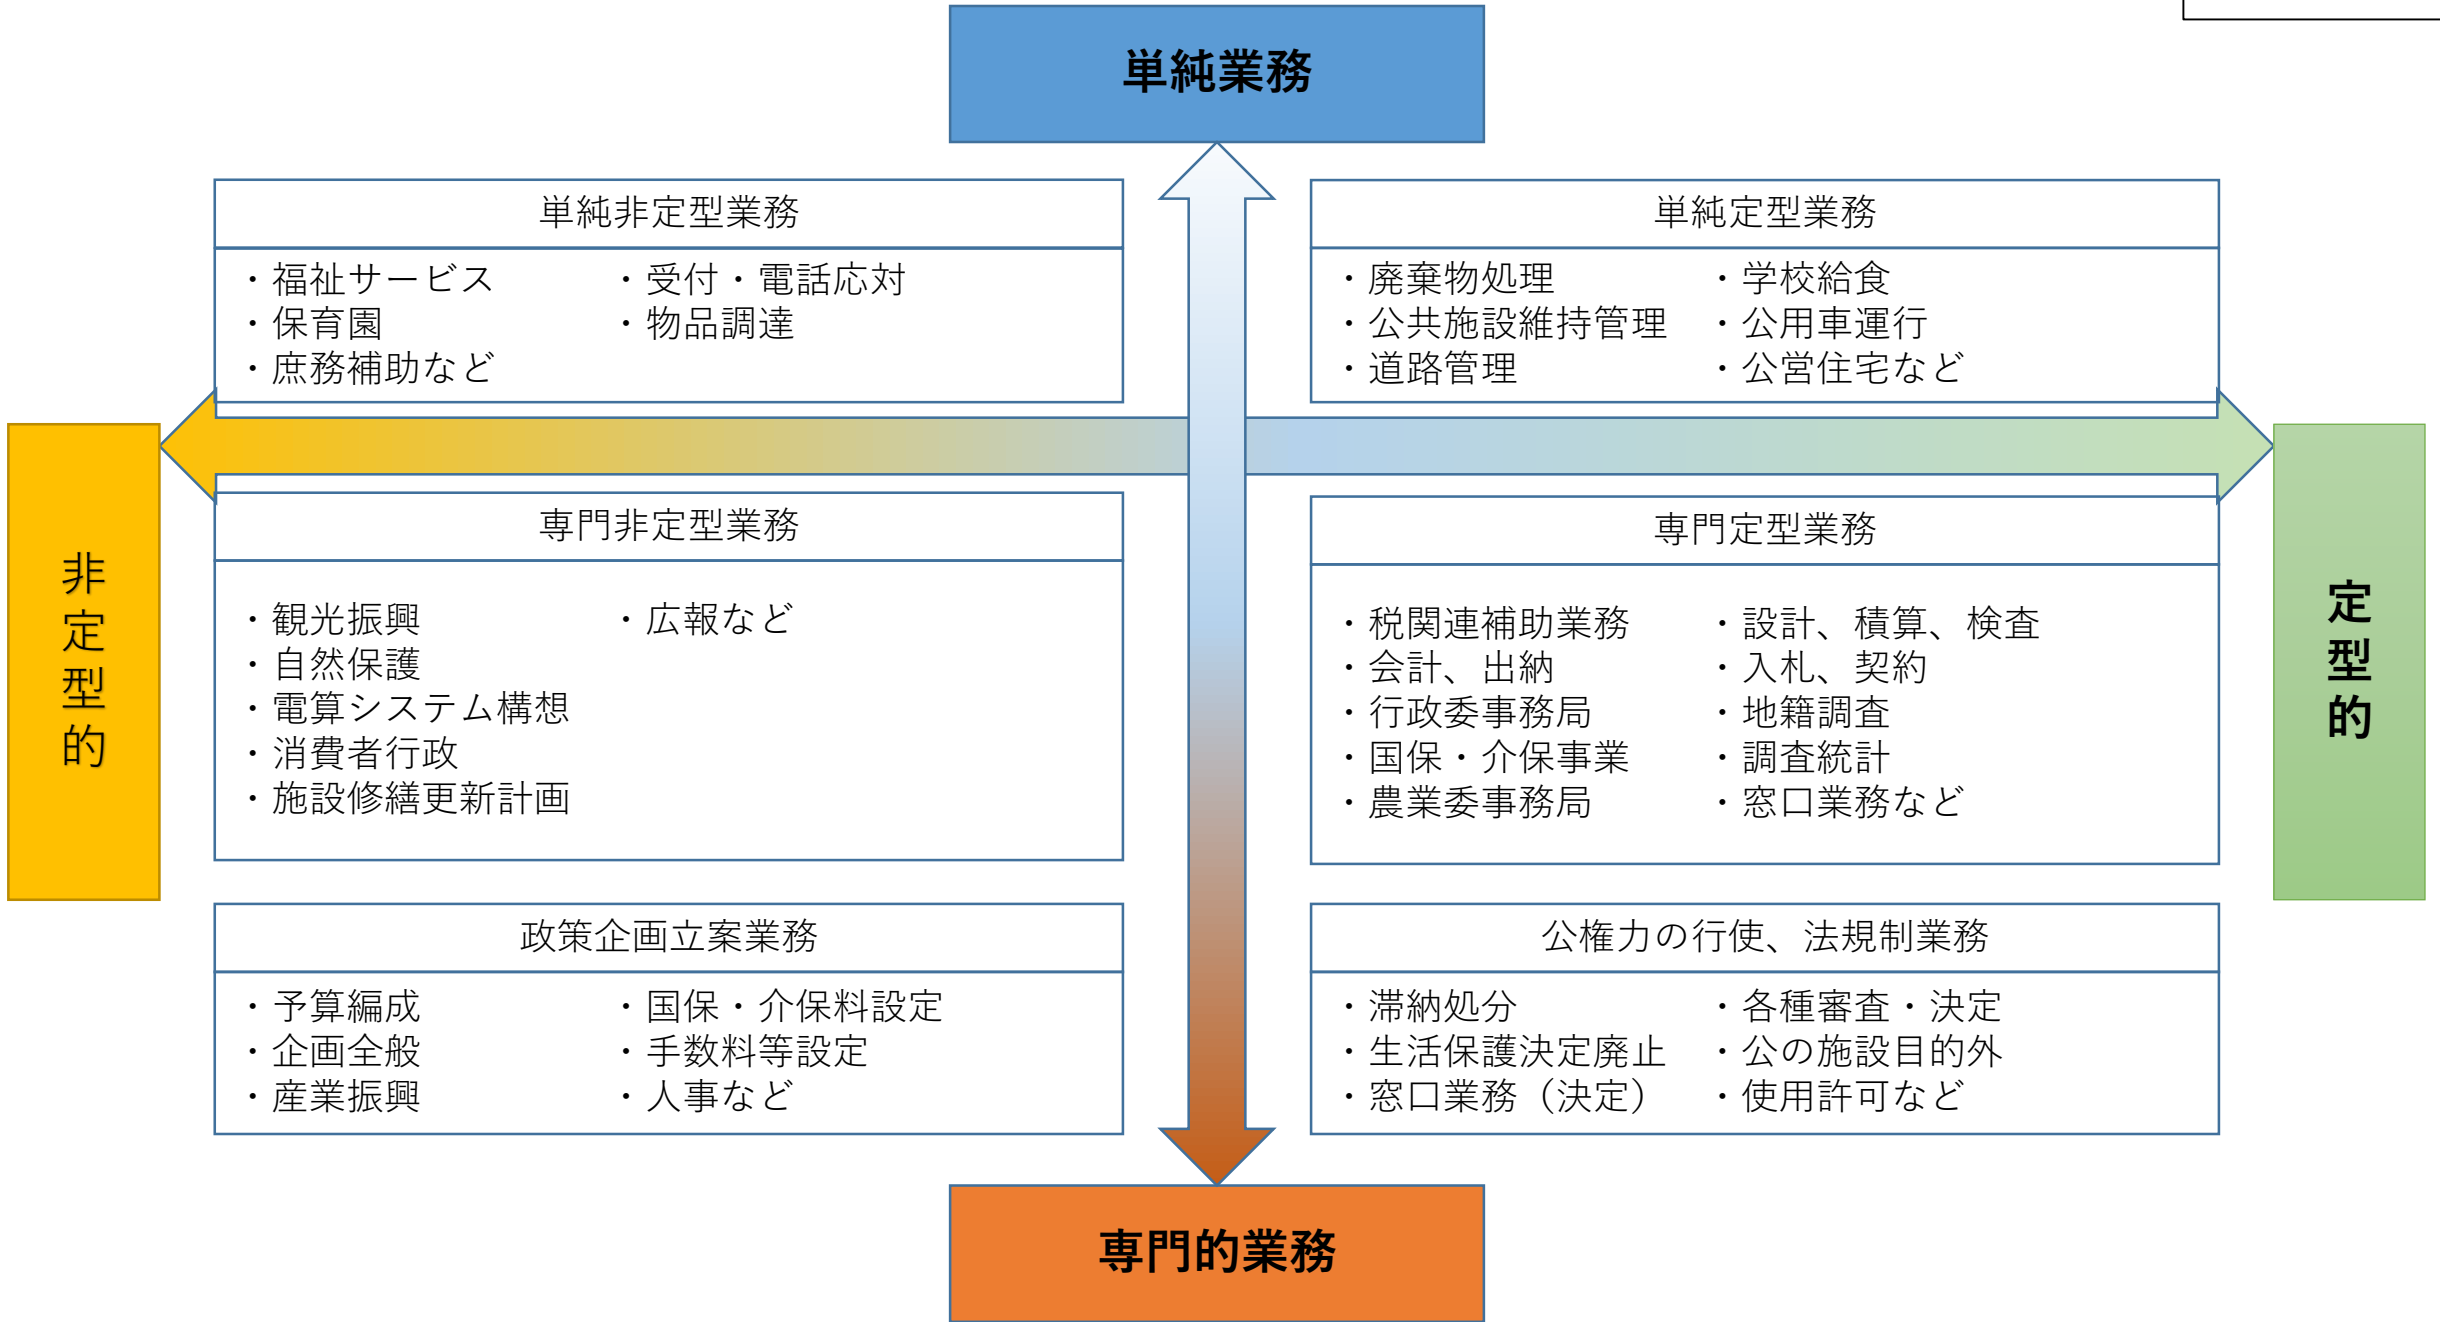 単純業務
単純非定型業務
・福祉サービス
・保育園
・庶務補助など
・受付・電話応対
・物品調達
単純定型業務
・廃棄物処理
・公共施設維持管理
・道路管理
・学校給食
・公用車運行
・公営住宅など
非定型的
定型的
専門非定型業務
・観光振興
・自然保護
・電算システム構想
・消費者行政
・施設修繕更新計画
・広報など
専門定型業務
・税関連補助業務
・会計、出納
・行政委事務局
・国保・介保事業
・農業委事務局
・設計、積算、検査
・入札、契約
・地籍調査
・調査統計
・窓口業務など
政策企画立案業務
・予算編成
・企画全般
・産業振興
・国保・介保料設定
・手数料等設定
・人事など
公権力の行使、法規制業務
・滞納処分
・生活保護決定廃止
・窓口業務（決定）
・各種審査・決定
・公の施設目的外
・使用許可など
専門的業務